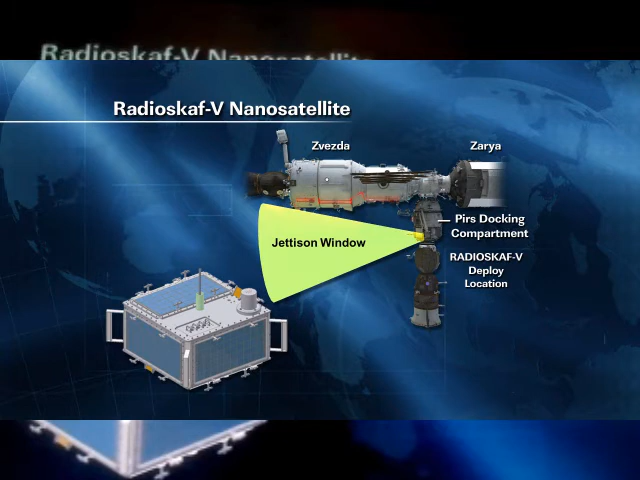 Radioskaf-V Nanosatellite
Radioskaf-V Nanosatellite
Zvezda
Zarya
Pirs Docking
Compartment
Jettison Window
RADIOSKAF-V
Deploy
Location